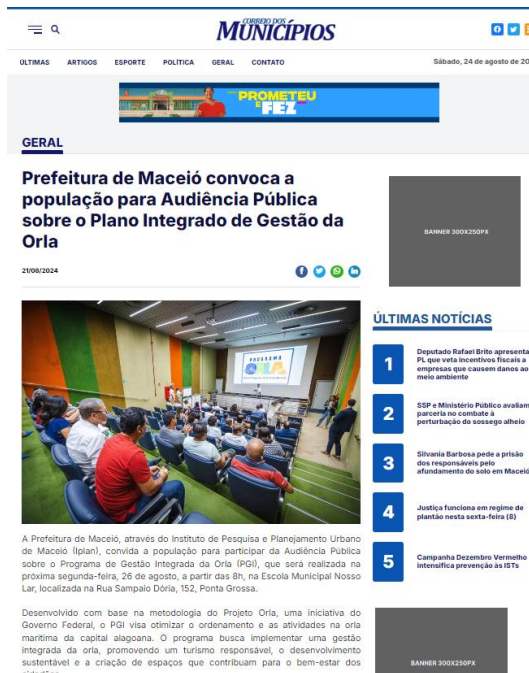 CORREIO DOS
MUNICÍPIOS
ÚLTIMAS ARTIGOS ESPORTE POLÍTICA GERAL CONTATO
Sábado, 24 de agosto de 20
PROMETEU
E FEZ
GERAL
Prefeitura de Maceió convoca a
população para Audiência Pública
sobre o Plano Integrado de Gestão da
Orla
21/08/2024
BANNER 300X250PX
PROGRAMA
ORLA
A Prefeitura de Maceió, através do Instituto de Pesquisa e Planejamento Urbano
de Maceió (Iplan), convida a população para participar da Audiência Pública
sobre o Programa de Gestão Integrada da Orla (PGI), que será realizada na
próxima segunda-feira, 26 de agosto, a partir das 8h, na Escola Municipal Nosso
Lar, localizada na Rua Sampaio Dória, 152, Ponta Grossa.
Desenvolvido com base na metodologia do Projeto Orla, uma iniciativa do
Governo Federal, o PGI visa otimizar o ordenamento e as atividades na orla
marítima da capital alagoana. O programa busca implementar uma gestão
integrada da orla, promovendo um turismo responsável, o desenvolvimento
sustentável e a criação de espaços que contribuam para o bem-estar dos
ÚLTIMAS NOTÍCIAS
1
Deputado Rafael Brito apresenta
PL que veta incentivos fiscais a
empresas que causem danos ao
meio ambiente
2
SSP e Ministério Público avaliam
parceria no combate à
perturbação do sossego alheio
3
Silvania Barbosa pede a prisão
dos responsáveis pelo
afundamento do solo em Maceió
4
Justiça funciona em regime de
plantão nesta sexta-feira (8)
5
Campanha Dezembro Vermelho
intensifica prevenção às ISTs
BANNER 300X250PX